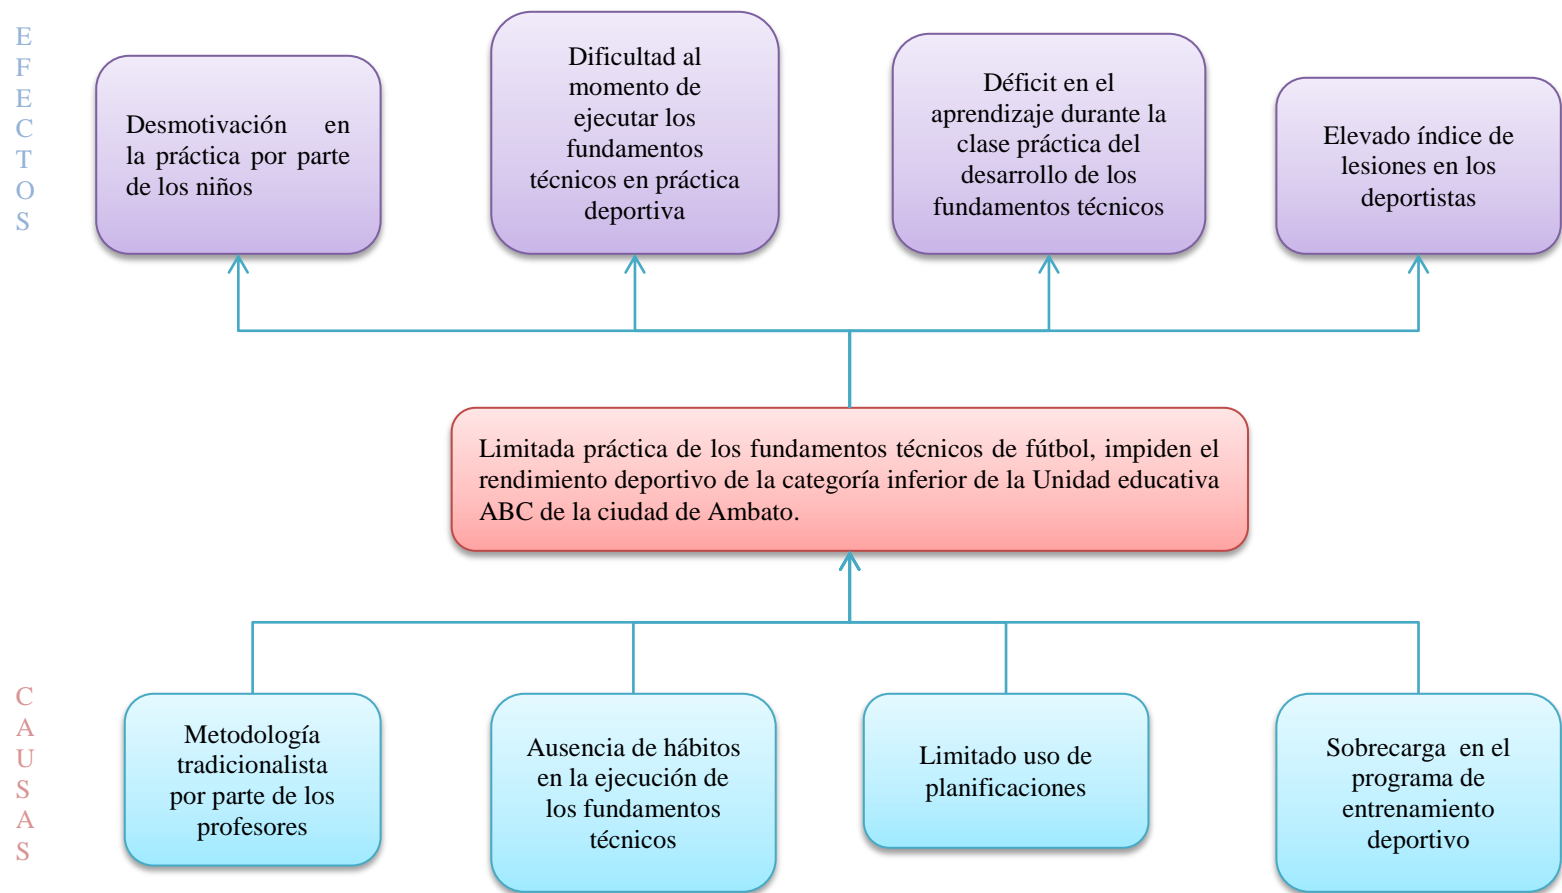 E
F
E
C
T
O
S
Desmotivación en
la práctica por parte
de los niños
Dificultad al
momento de
ejecutar los
fundamentos
técnicos en práctica
deportiva
Déficit en el
aprendizaje durante la
clase práctica del
desarrollo de los
fundamentos técnicos
Elevado índice de
lesiones en los
deportistas
Limitada práctica de los fundamentos técnicos de fútbol, impiden el
rendimiento deportivo de la categoría inferior de la Unidad educativa
ABC de la ciudad de Ambato.
C
A
U
S
A
S
Metodología
tradicionalista
por parte de los
profesores
Ausencia de hábitos
en la ejecución de
los fundamentos
técnicos
Limitado uso de
planificaciones
Sobrecarga en el
programa de
entrenamiento
deportivo